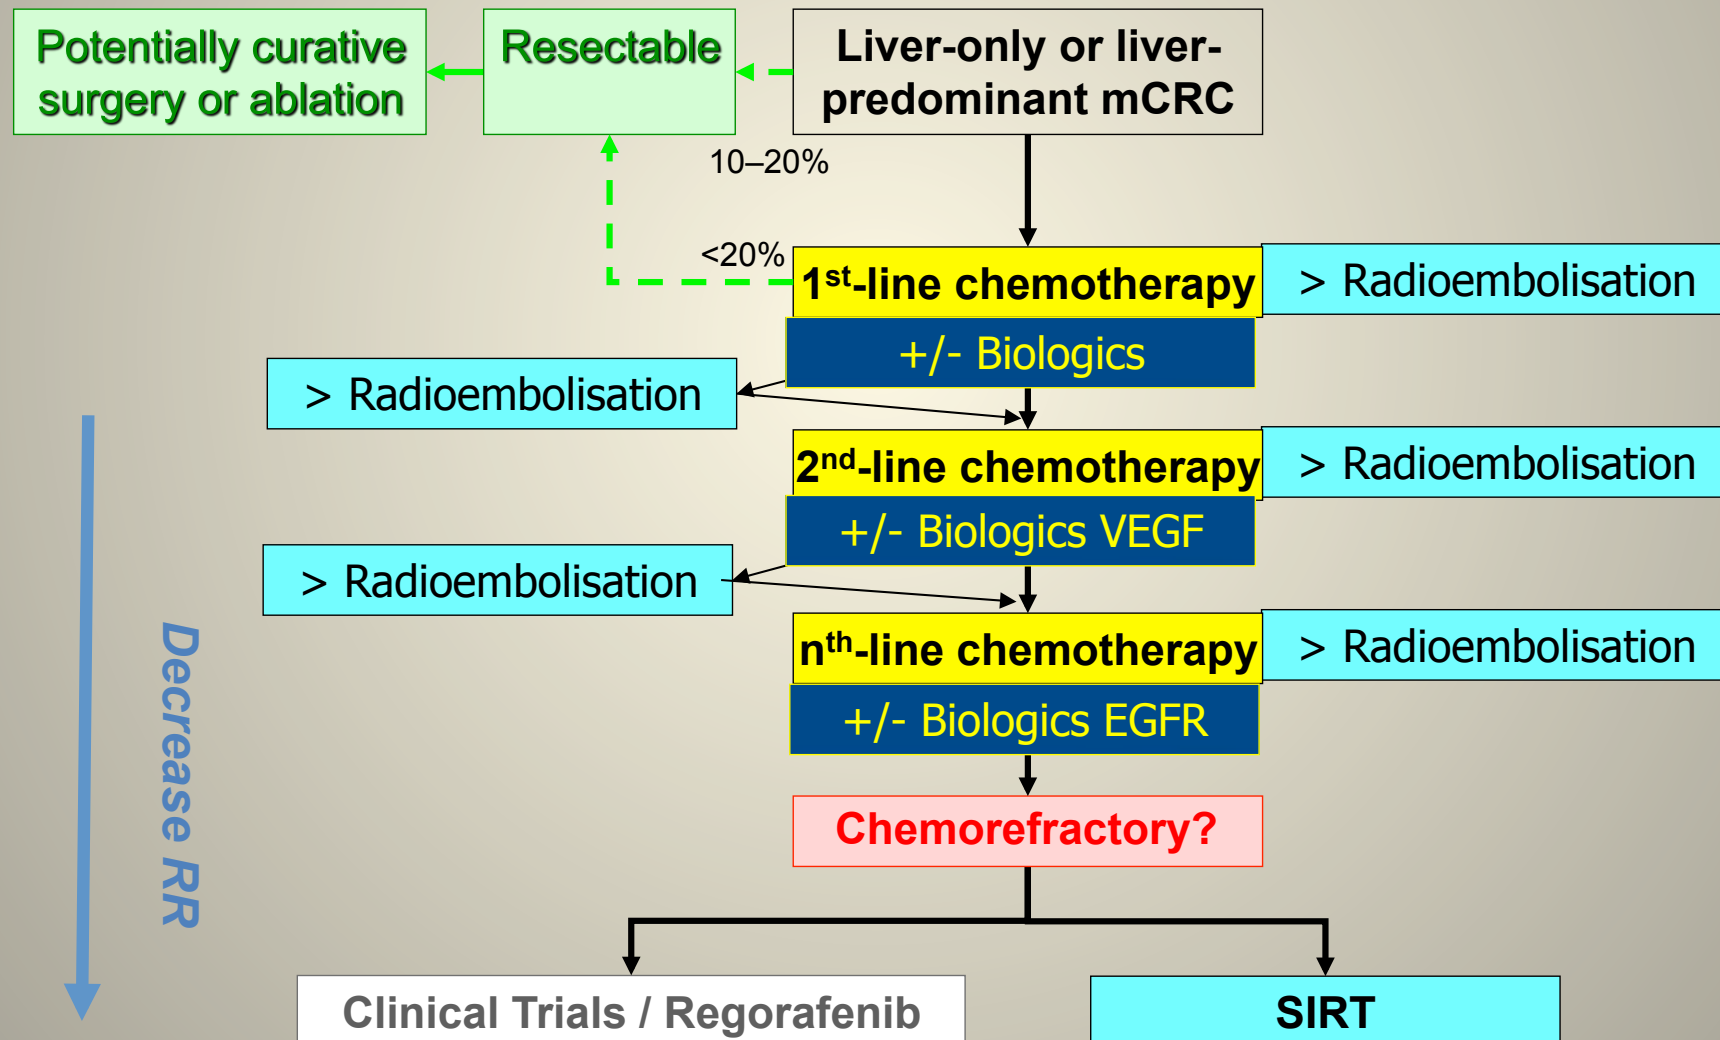 Potentially curative
surgery or ablation
Resectable
Liver-only or liver-
predominant mCRC
10–20%
<20%
1st-line chemotherapy
> Radioembolisation
+/- Biologics
> Radioembolisation
2nd-line chemotherapy
> Radioembolisation
+/- Biologics VEGF
> Radioembolisation
nth-line chemotherapy
> Radioembolisation
+/- Biologics EGFR
Decrease RR
Chemorefractory?
Clinical Trials / Regorafenib
SIRT